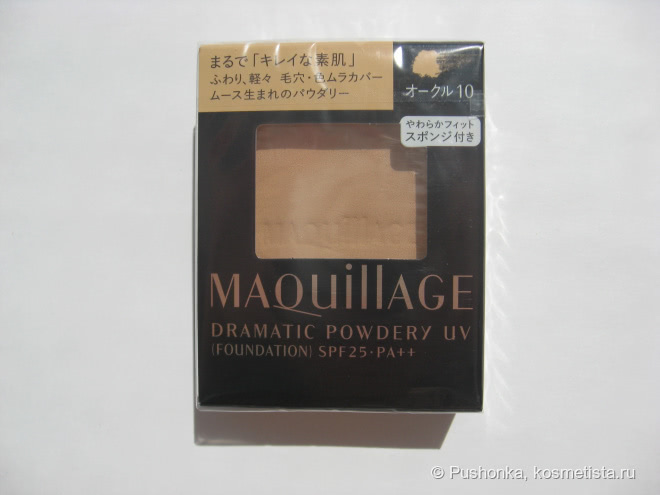 まるで「キレイな素肌」
ふわり、軽々 毛穴・色ムラカバー
ムース生まれのパウダリー
オークル10
やわらかフィット
スポンジ付き
MAQuillAGE
MAQuillAGE
DRAMATIC POWDERY UV
(FOUNDATION) SPF25・PA++
© Pushonka, kosmetista.ru